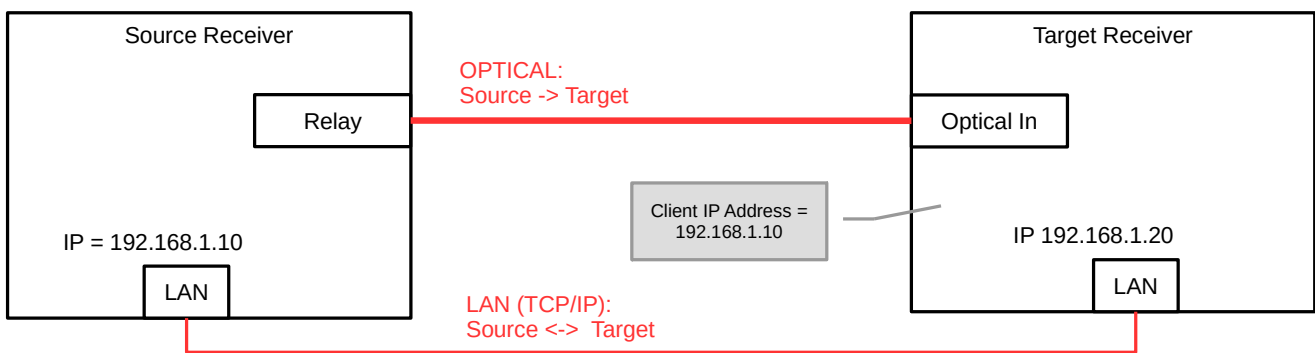 Source Receiver
Target Receiver
OPTICAL:
Source -> Target
Relay
Optical In
Client IP Address =
192.168.1.10
IP = 192.168.1.10
IP 192.168.1.20
LAN
LAN
LAN (TCP/IP):
Source <-> Target